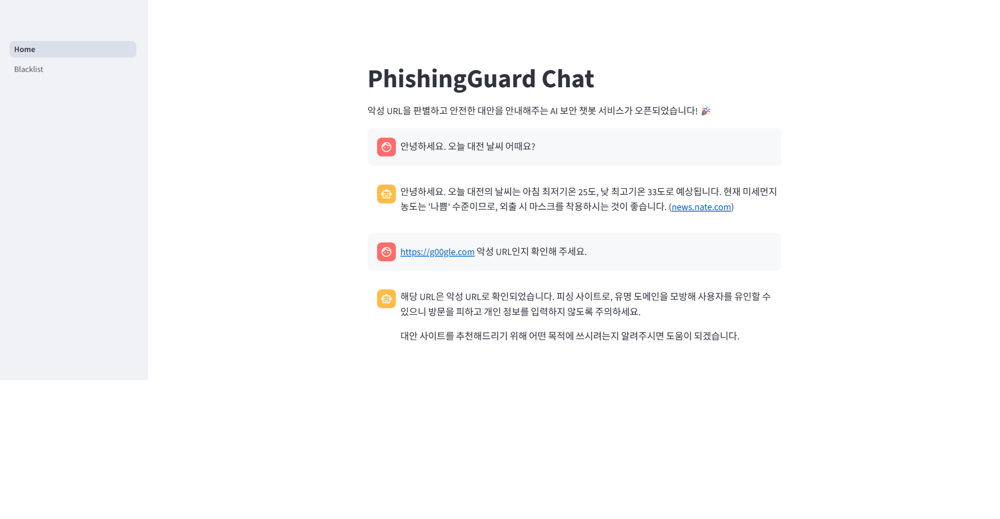 Home
Blacklist
PhishingGuard Chat
악성 URL을 판별하고 안전한 대안을 안내해주는 AI 보안 챗봇 서비스가 오픈되었습니다! 🎉
안녕하세요. 오늘 대전 날씨 어때요?
안녕하세요. 오늘 대전의 날씨는 아침 최저기온 25도, 낮 최고기온 33도로 예상됩니다. 현재 미세먼지
농도는 '나쁨' 수준이므로, 외출 시 마스크를 착용하시는 것이 좋습니다. (news.nate.com)
https://g00gle.com 악성 URL인지 확인해 주세요.
해당 URL은 악성 URL로 확인되었습니다. 피싱 사이트로, 유명 도메인을 모방해 사용자를 유인할 수
있으니 방문을 피하고 개인 정보를 입력하지 않도록 주의하세요.
대안 사이트를 추천해드리기 위해 어떤 목적에 쓰시려는지 알려주시면 도움이 되겠습니다.